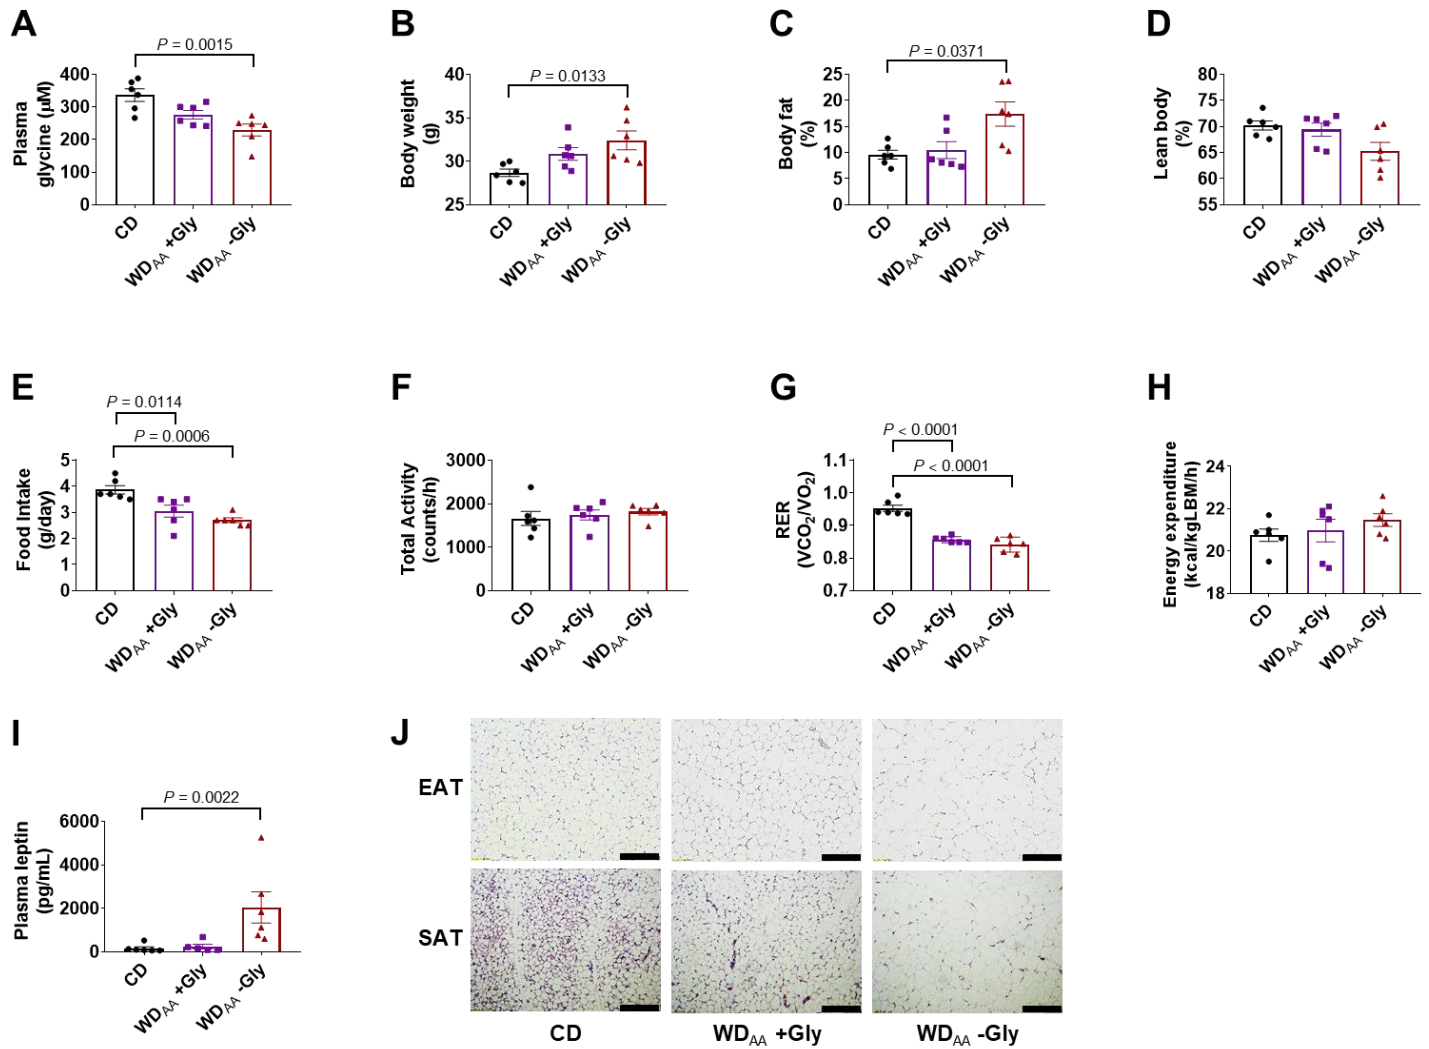 A
P = 0.0015
Plasma
glycine (µM)
400
300
200
100
0
CD
WDAA +Gly
WDAA -Gly
B
P = 0.0133
Body weight
(g)
40
35
30
25
CD
WDAA +Gly
WDAA -Gly
C
P = 0.0371
Body fat
(%)
25
20
15
10
5
0
CD
WDAA +Gly
WDAA -Gly
D
Lean body
(%)
80
75
70
65
60
55
CD
WDAA +Gly
WDAA -Gly
E
P = 0.0114
P = 0.0006
Food Intake
(g/day)
5
4
3
2
1
0
CD
WDAA +Gly
WDAA -Gly
F
Total Activity
(counts/h)
3000
2000
1000
0
CD
WDAA +Gly
WDAA -Gly
G
P < 0.0001
P < 0.0001
RER
(VCO2/VO2)
1.1
1.0
0.9
0.8
0.7
CD
WDAA +Gly
WDAA -Gly
H
Energy expenditure
(kcal/kgLBM/h)
24
22
20
18
CD
WDAA +Gly
WDAA -Gly
I
P = 0.0022
Plasma leptin
(pg/mL)
6000
4000
2000
0
CD
WDAA +Gly
WDAA -Gly
J
EAT
SAT
CD
WDAA +Gly
WDAA -Gly